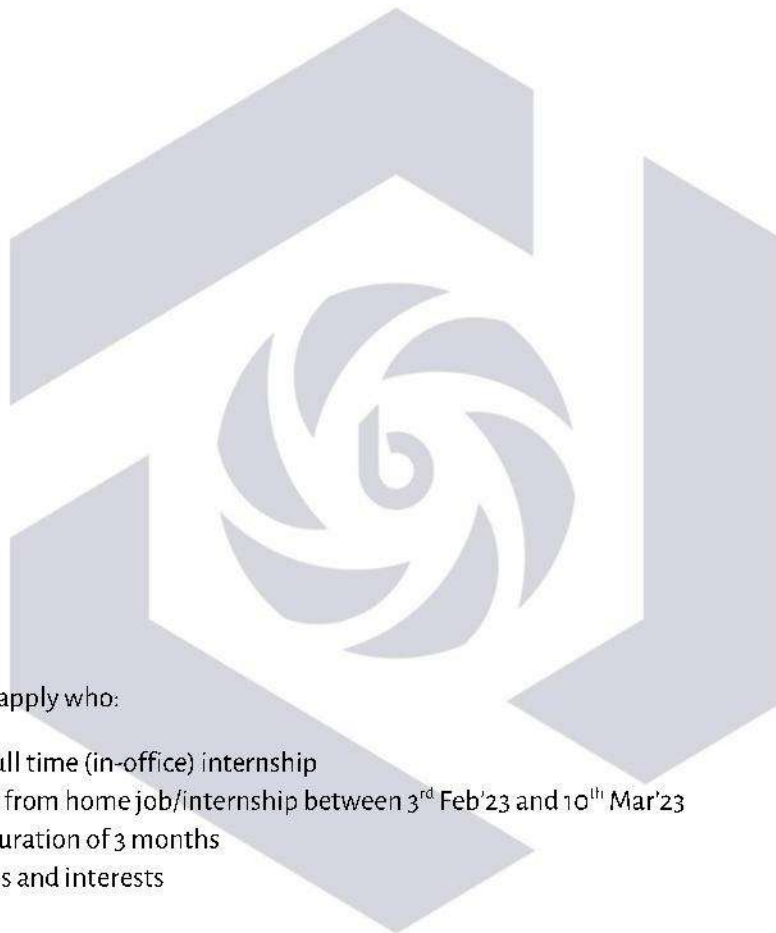 b
apply who:
ull time (in-office) internship
from home job/internship between 3rd Feb'23 and 10th Mar'23
uration of 3 months
s and interests